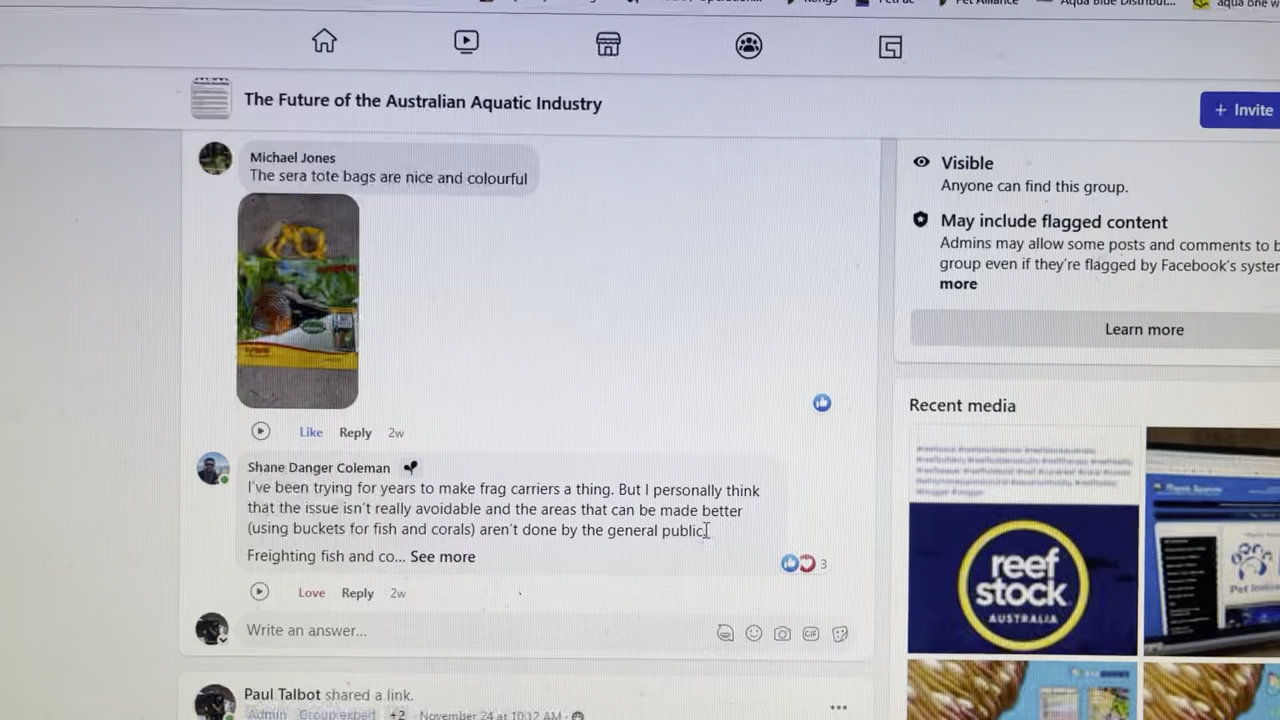 The Future of the Australian Aquatic Industry
+ Invite
Michael Jones
The sera tote bags are nice and colourful
Like Reply 2w
Shane Danger Coleman
I've been trying for years to make frag carriers a thing. But I personally think
that the issue isn't really avoidable and the areas that can be made better
(using buckets for fish and corals) aren't done by the general public.
Freighting fish and co... See more
3
Love Reply 2w
Write an answer...
GIF
Paul Talbot shared a link.
Admin Group expert +2 November 24 at 10:12 AM ·
Visible
Anyone can find this group.
May include flagged content
Admins may allow some posts and comments to b
group even if they're flagged by Facebook's syster
more
Learn more
Recent media
reef
stock
AUSTRALIA